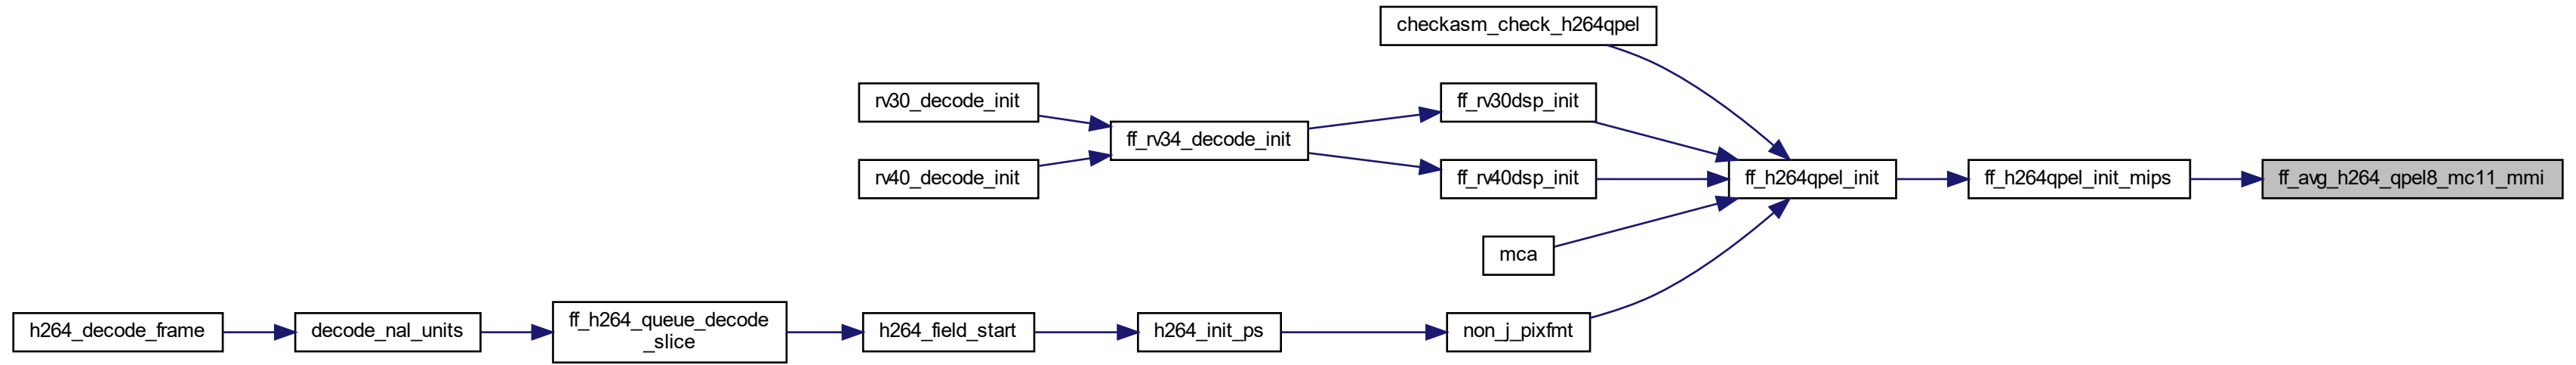 checkasm_check_h264qpel
rv30_decode_init
ff_rv30dsp_init
ff_rv34_decode_init
rv40_decode_init
ff_rv40dsp_init
ff_h264qpel_init
ff_h264qpel_init_mips
ff_avg_h264_qpel8_mc11_mmi
mca
h264_decode_frame
decode_nal_units
ff_h264_queue_decode
_slice
h264_field_start
h264_init_ps
non_j_pixfmt